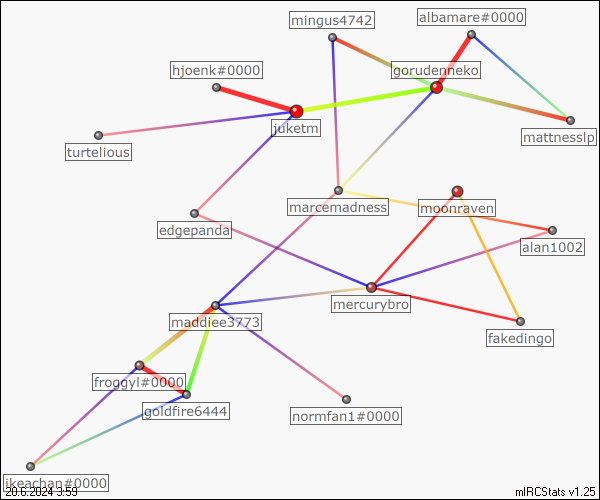 albamare#0000
mingus4742
hjoenk#0000
gorudenneko
juketm
mattnesslp
turtelious
marcemadness
moonraven
edgepanda
alan1002
mercurybro
maddiee3773
fakedingo
froggyl#0000
goldfire6444
normfan1#0000
ikeachan#0000
20.6.2024 3:59
mIRCStats v1.25